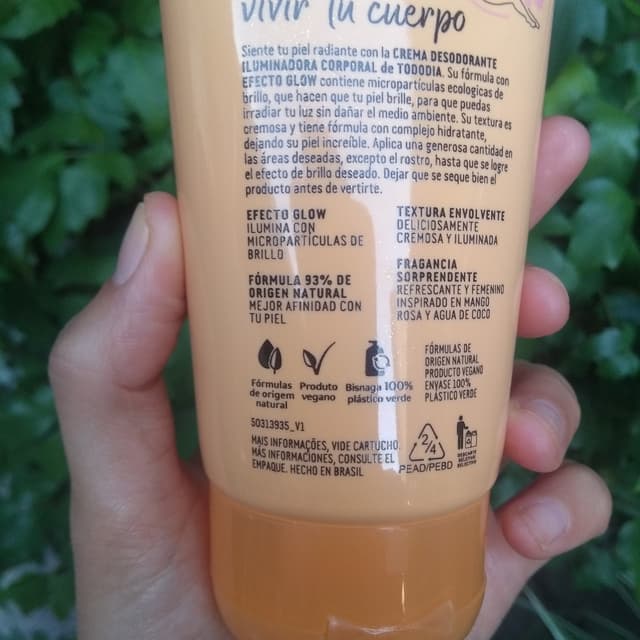 vivir tu cuerpo
Siente tu piel radiante con la CREMA DESODORANTE
ILUMINADORA CORPORAL de TODODIA. Su fórmula con
EFECTO GLOW contiene micropartículas ecologicas de
brillo, que hacen que tu piel brille, para que puedas
irradiar tu luz sin dañar el medio ambiente. Su textura es
cremosa y tiene fórmula con complejo hidratante,
dejando su piel increíble. Aplica una generosa cantidad en
las áreas deseadas, excepto el rostro, hasta que se logre
el efecto de brillo deseado. Dejar que se seque bien el
producto antes de vertirte.
EFECTO GLOW
ILUMINA CON
MICROPARTÍCULAS DE
BRILLO
TEXTURA ENVOLVENTE
DELICIOSAMENTE
CREMOSA Y ILUMINADA
FÓRMULA 93% DE
ORIGEN NATURAL
MEJOR AFINIDAD CON
TU PIEL
FRAGANCIA
SORPRENDENTE
REFRESCANTE Y FEMENINO
INSPIRADO EN MANGO
ROSA Y AGUA DE COCO
Fórmulas
de origem
natural
Produto
vegano
Bisnaga 100%
plástico verde
FÓRMULAS DE
ORIGEN NATURAL
PRODUCTO VEGANO
ENVASE 100%
PLÁSTICO VERDE
50313935_V1
MAIS INFORMAÇÕES, VIDE CARTUCHO.
MÁS INFORMACIONES, CONSULTE EL
EMPAQUE. HECHO EN BRASIL
2/4
PEAD/PEBD
DESCARTE
SELETIVO
SELECTIVO